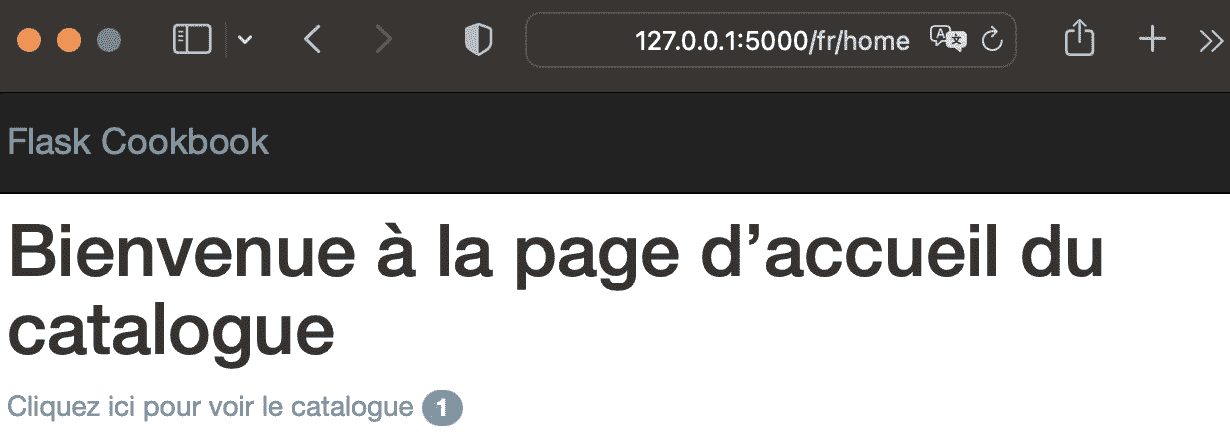 127.0.0.1:5000/fr/home
Flask Cookbook
Bienvenue à la page d’accueil du
catalogue
Cliquez ici pour voir le catalogue 1